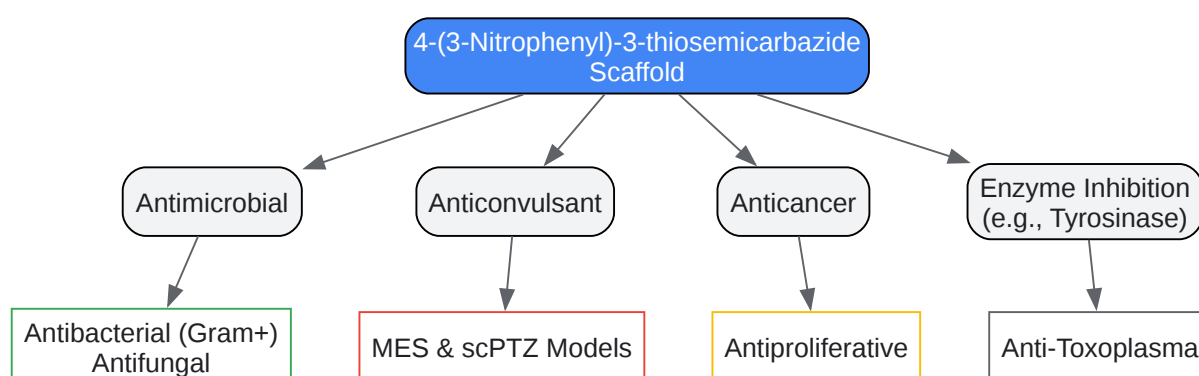 4-(3-Nitrophenyl)-3-thiosemicarbazide
Scaffold
Antimicrobial
Anticonvulsant
Anticancer
Enzyme Inhibition
(e.g., Tyrosinase)
Antibacterial (Gram+)
Antifungal
MES & scPTZ Models
Antiproliferative
Anti-Toxoplasma